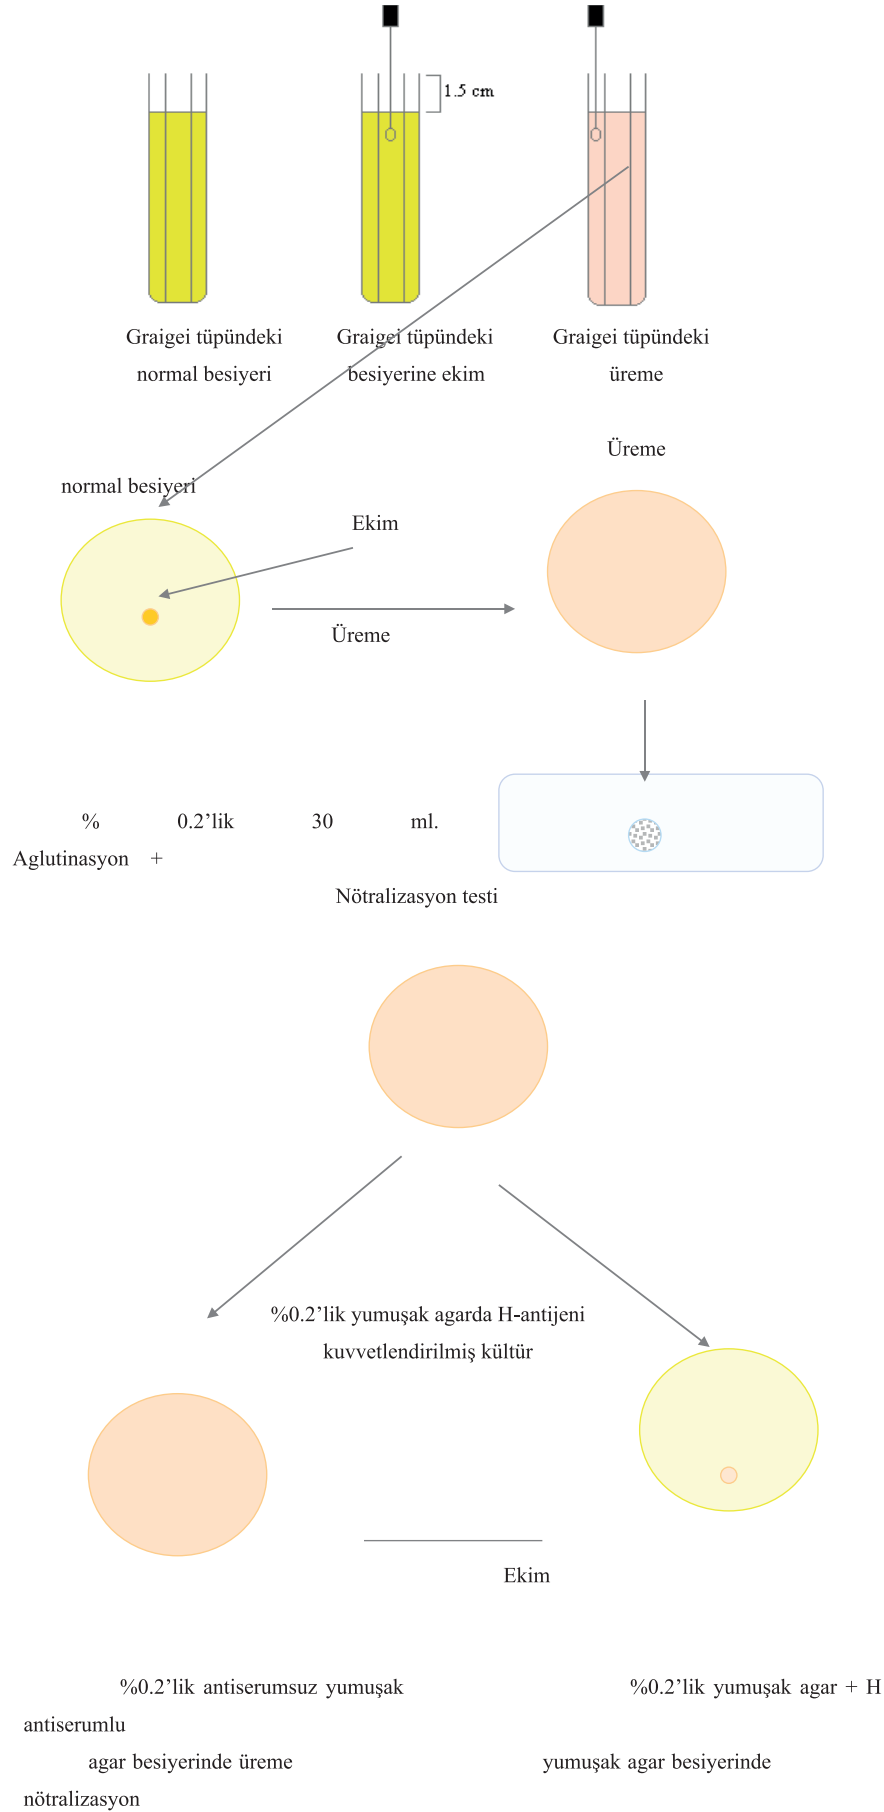 1.5 cm
Graigei tüpündeki
normal besiyeri
Graigei tüpündeki
besiyerine ekim
Graigei tüpündeki
üreme
Üreme
normal besiyeri
Ekim
Üreme
% 0.2’lik 30 ml.
Aglutinasyon +
Nötralizasyon testi
%0.2’lik yumuşak agarda H-antijeni
kuvvetlendirilmiş kültür
Ekim
%0.2’lik antiserumsuz yumuşak %0.2’lik yumuşak agar + H
antiserumlu
agar besiyerinde üreme yumuşak agar besiyerinde
nötralizasyon